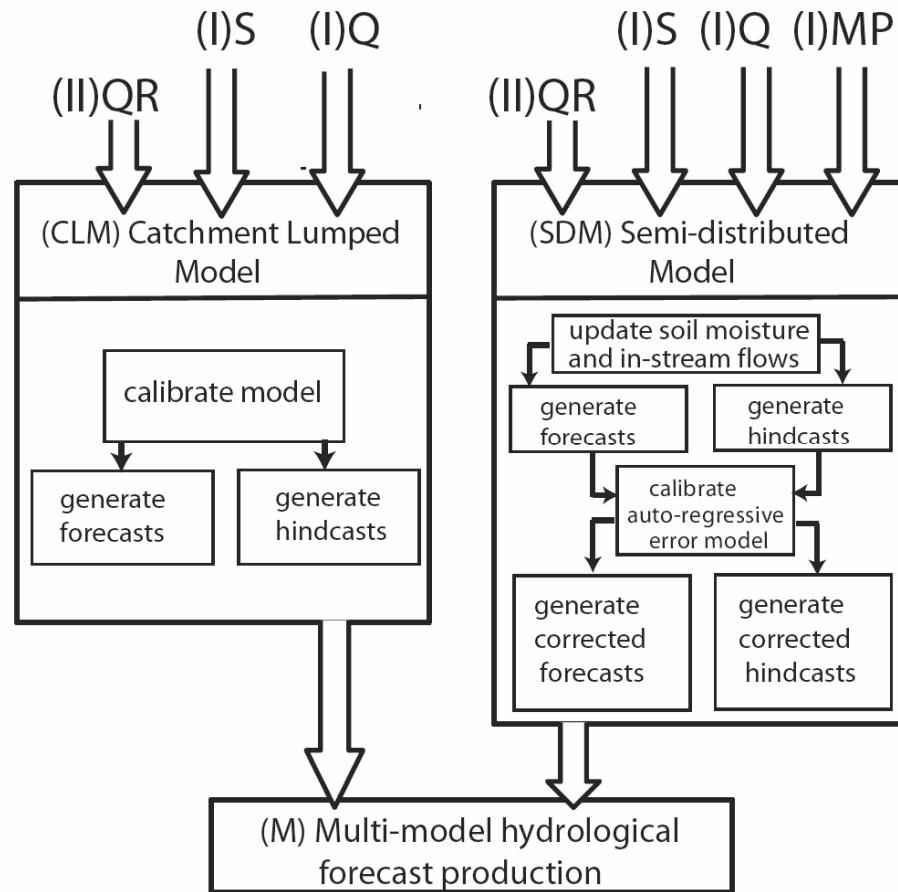 (I)S
(I)Q
(II)QR
(CLM) Catchment Lumped
Model
calibrate model
generate
forecasts
generate
hindcasts
(I)S
(I)Q
(I)MP
(II)QR
(SDM) Semi-distributed
Model
update soil moisture
and in-stream flows
generate
forecasts
generate
hindcasts
calibrate
auto-regressive
error model
generate
corrected
forecasts
generate
corrected
hindcasts
(M) Multi-model hydrological
forecast production